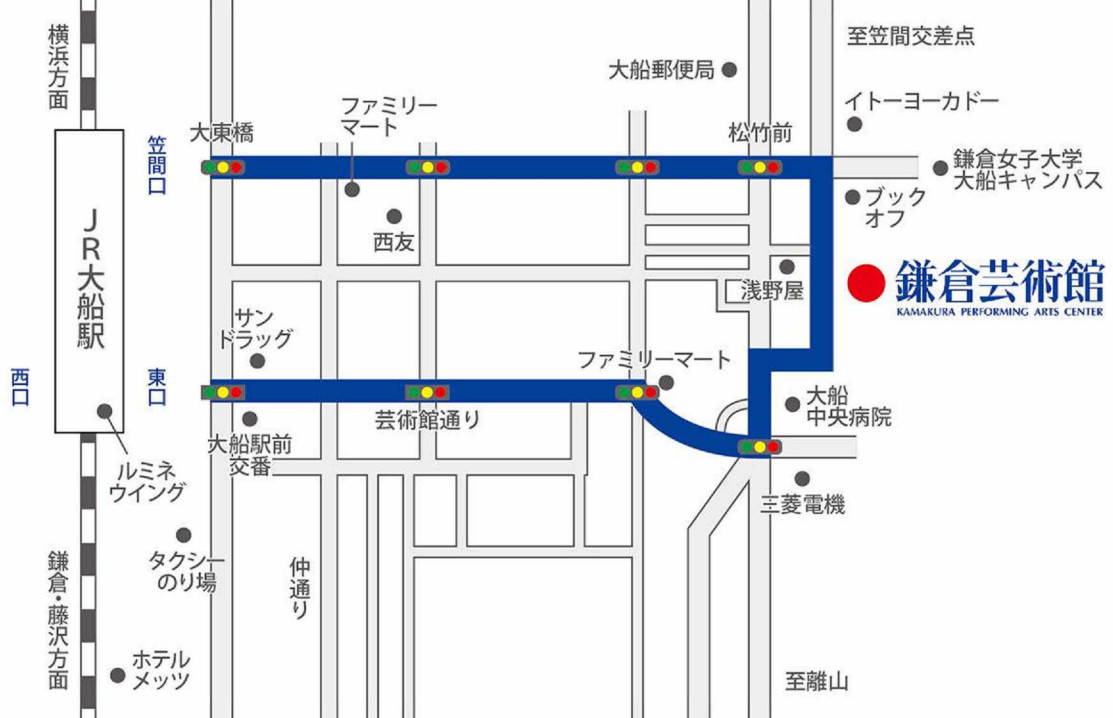 横浜方面
至笠間交差点
大船郵便局
イトーヨーカドー
ファミリー
マート
大東橋
松竹前
笠間口
鎌倉女子大学
大船キャンパス
ブック
オフ
西友
JR大船駅
浅野屋
鎌倉芸術館
KAMAKURA PERFORMING ARTS CENTER
サン
ドラッグ
ファミリーマート
西口
東口
大船
中央病院
芸術館通り
大船駅前
交番
ルミネ
ウイング
三菱電機
タクシー
のり場
仲通り
鎌倉・藤沢方面
ホテル
メッツ
至離山